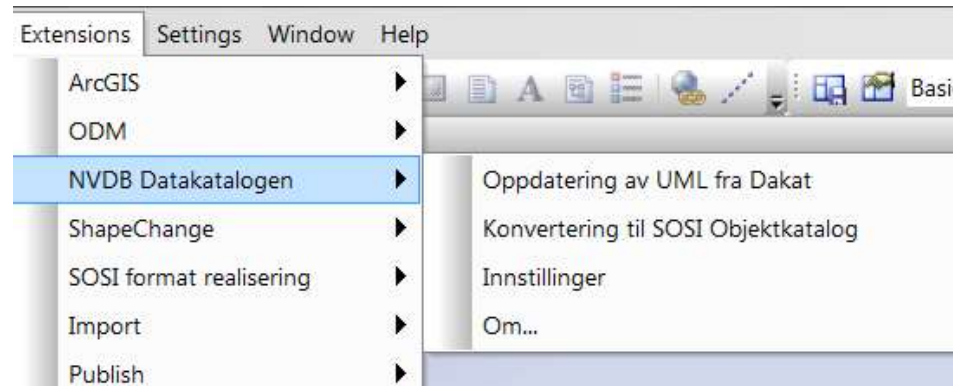 Extensions Settings Window Help
ArcGIS
Basi
ODM
NVDB Datakatalogen
Oppdatering av UML fra Dakat
ShapeChange
Konvertering til SOSI Objektkatalog
SOSI format realisering
Innstillinger
Import
Om...
Publish